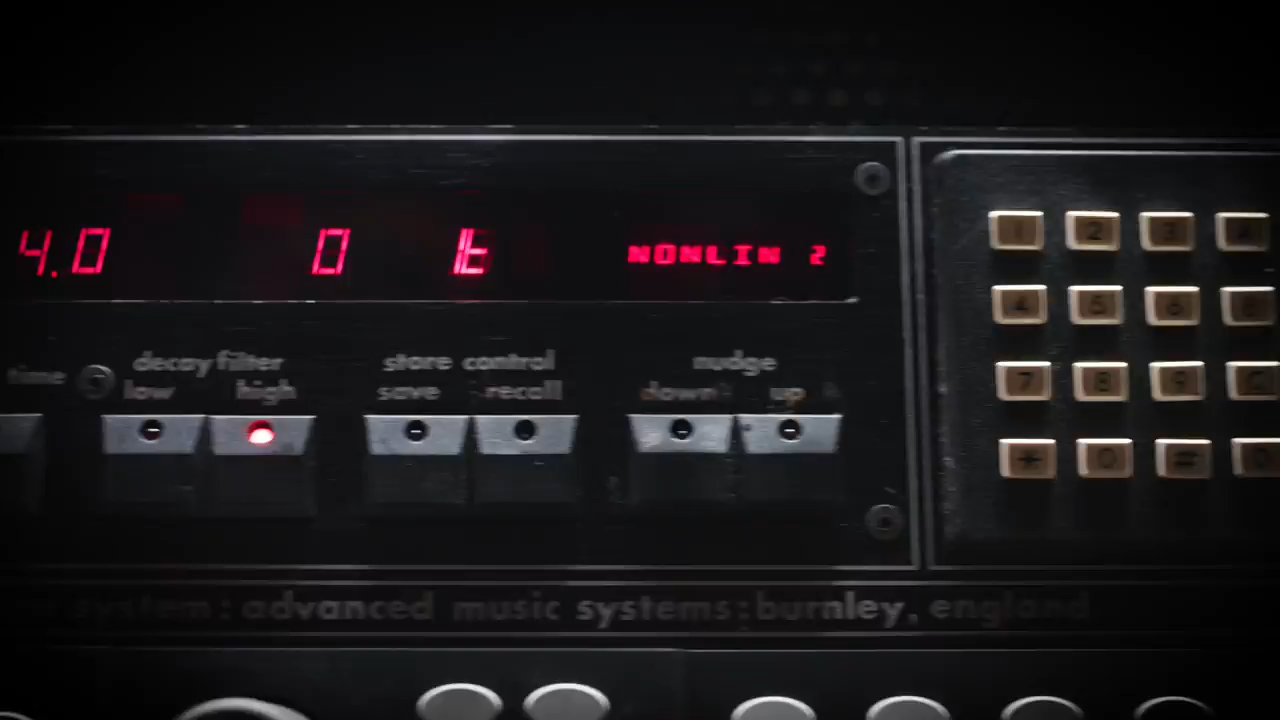 4.0 0 NONLIN 2
decay filter store control nudge
time low high save recall down up
1 2 3 A
4 5 6
7 8 9 C
* 0 # D
system : advanced music systems : burnley, england